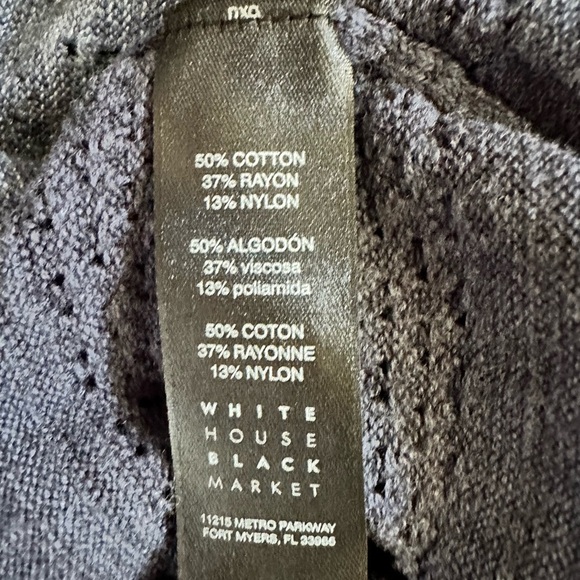 50% COTTON
37% RAYON
13% NYLON
50% ALGODÓN
37% viscosa
13% poliamida
50% COTON
37% RAYONNE
13% NYLON
WHITE
HOUSE
BLACK
MARKET
11215 METRO PARKWAY
FORT MYERS, FL 33966